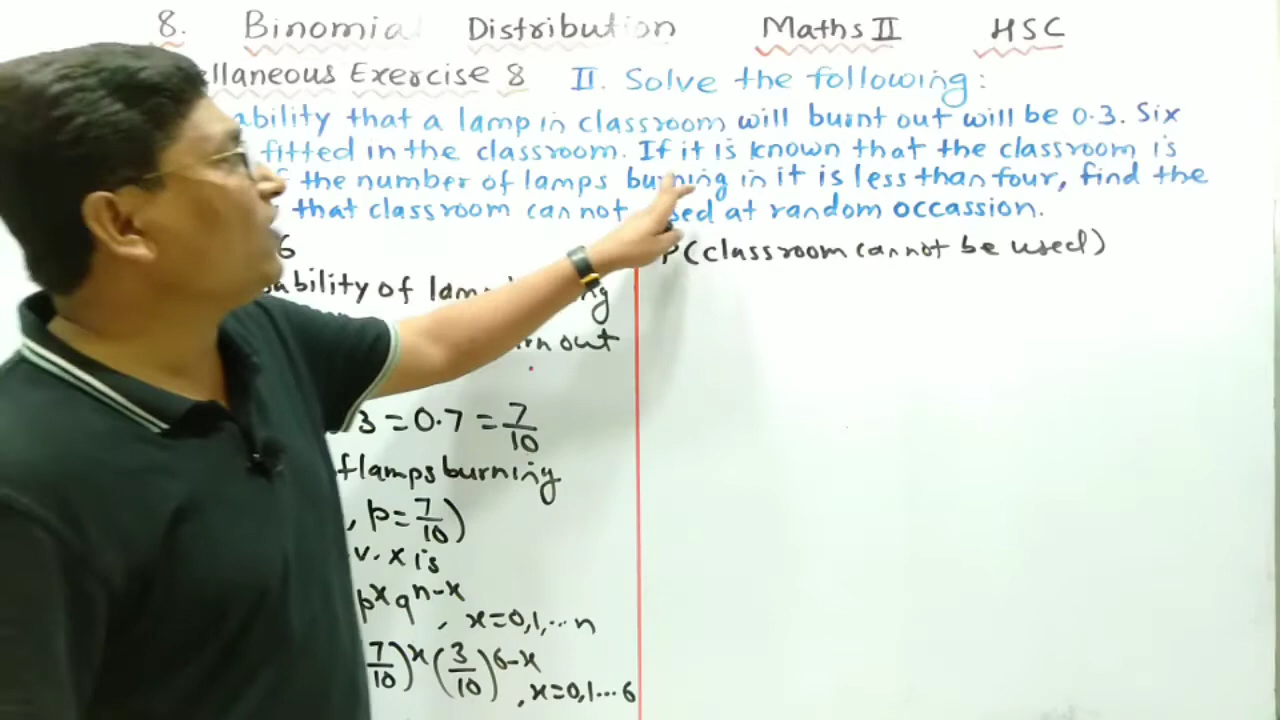 8. Binomial Distribution Maths II HSC
ellaneous Exercise 8 II. Solve the following:
ability that a lamp in classroom will burnt out will be 0.3. Six
fitted in the classroom. If it is known that the classroom is
the number of lamps burning in it is less than four, find the
that classroom cannot used at random occassion.
6
ability of lam ng
rn out
3 = 0.7 = 7/10
f lamps burning
, p = 7/10)
v. x is
p^x q^{n-x}
, x = 0,1,... n
(7/10)^x (3/10)^{6-x}
, x = 0,1... 6
P(classroom cannot be used)